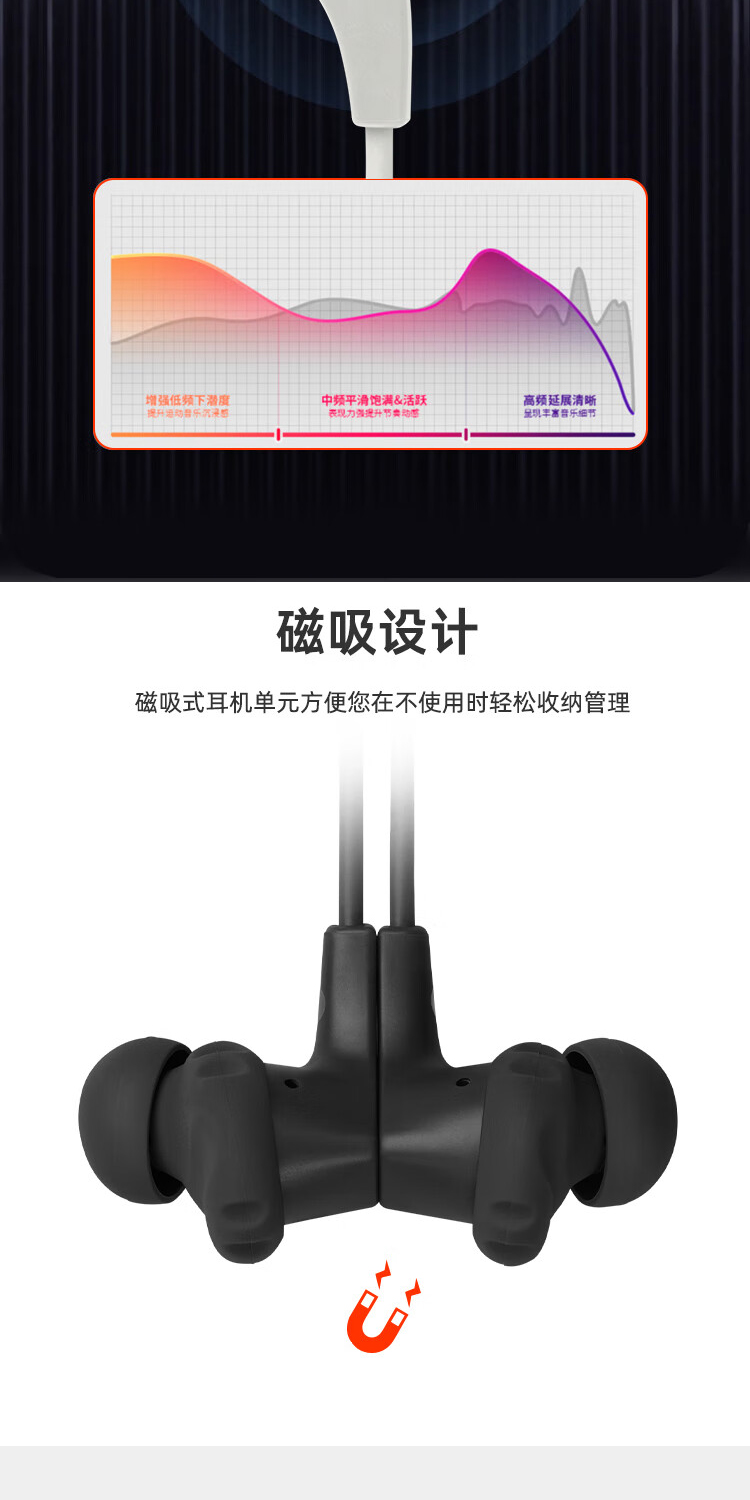 增强低频下潜度
提升运动音乐沉浸感
中频平滑饱满&活跃
表现力强提升节奏动感
高频延展清晰
呈现丰富音乐细节
磁吸设计
磁吸式耳机单元方便您在不使用时轻松收纳管理